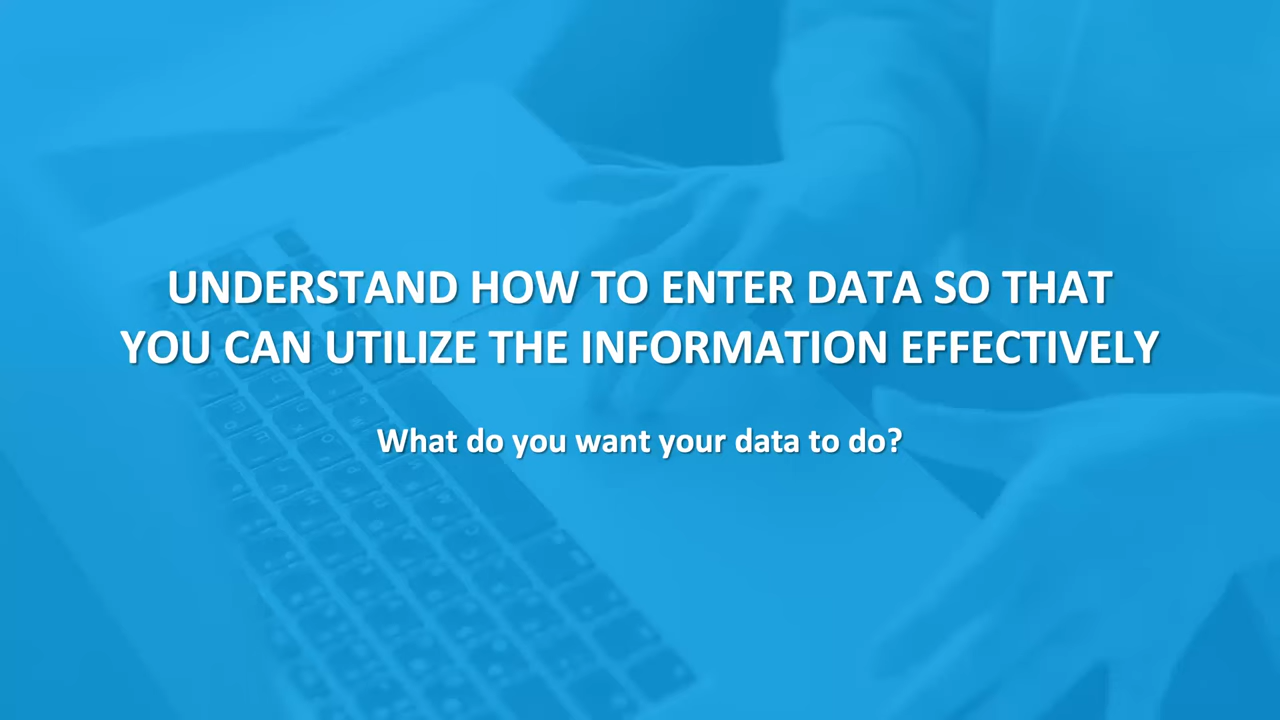 UNDERSTAND HOW TO ENTER DATA SO THAT
YOU CAN UTILIZE THE INFORMATION EFFECTIVELY
What do you want your data to do?